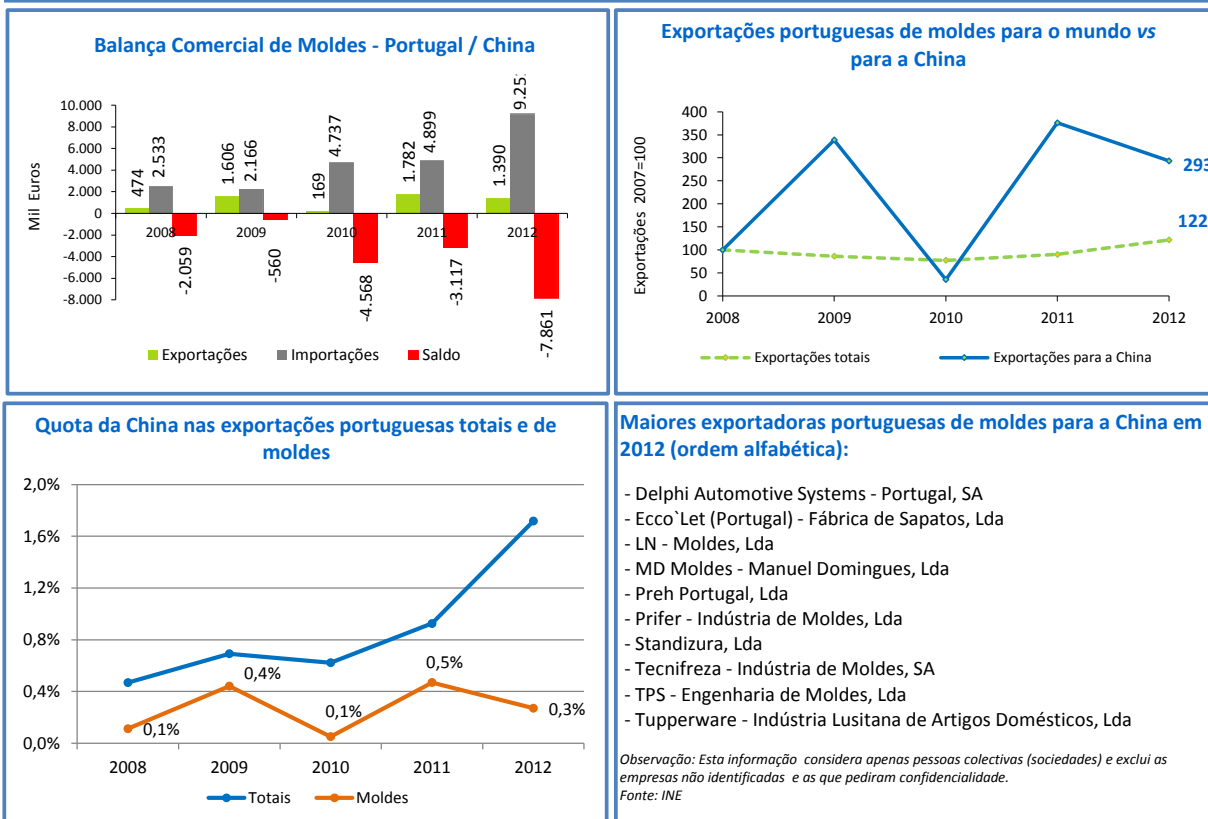 Balança Comercial de Moldes - Portugal / China
Mil Euros
10.000
8.000
6.000
4.000
2.000
0
-2.000
-4.000
-6.000
-8.000
474
2.533
1.606
2.166
169
4.737
1.782
4.899
1.390
9.25
2008
2009
2010
2011
2012
-2.059
-560
-4.568
-3.117
-7.861
Exportações
Importações
Saldo
Exportações portuguesas de moldes para o mundo vs
para a China
Exportações 2007=100
400
350
300
250
200
150
100
50
0
293
122
2008
2009
2010
2011
2012
Exportações totais
Exportações para a China
Quota da China nas exportações portuguesas totais e de
moldes
2,0%
1,6%
1,2%
0,8%
0,4%
0,0%
0,1%
0,4%
0,1%
0,5%
0,3%
2008
2009
2010
2011
2012
Totais
Moldes
Maiores exportadoras portuguesas de moldes para a China em
2012 (ordem alfabética):
- Delphi Automotive Systems - Portugal, SA
- Ecco`Let (Portugal) - Fábrica de Sapatos, Lda
- LN - Moldes, Lda
- MD Moldes - Manuel Domingues, Lda
- Preh Portugal, Lda
- Prifer - Indústria de Moldes, Lda
- Standizura, Lda
- Tecnifreza - Indústria de Moldes, SA
- TPS - Engenharia de Moldes, Lda
- Tupperware - Indústria Lusitana de Artigos Domésticos, Lda
Observação: Esta informação considera apenas pessoas colectivas (sociedades) e exclui as
empresas não identificadas e as que pediram confidencialidade.
Fonte: INE